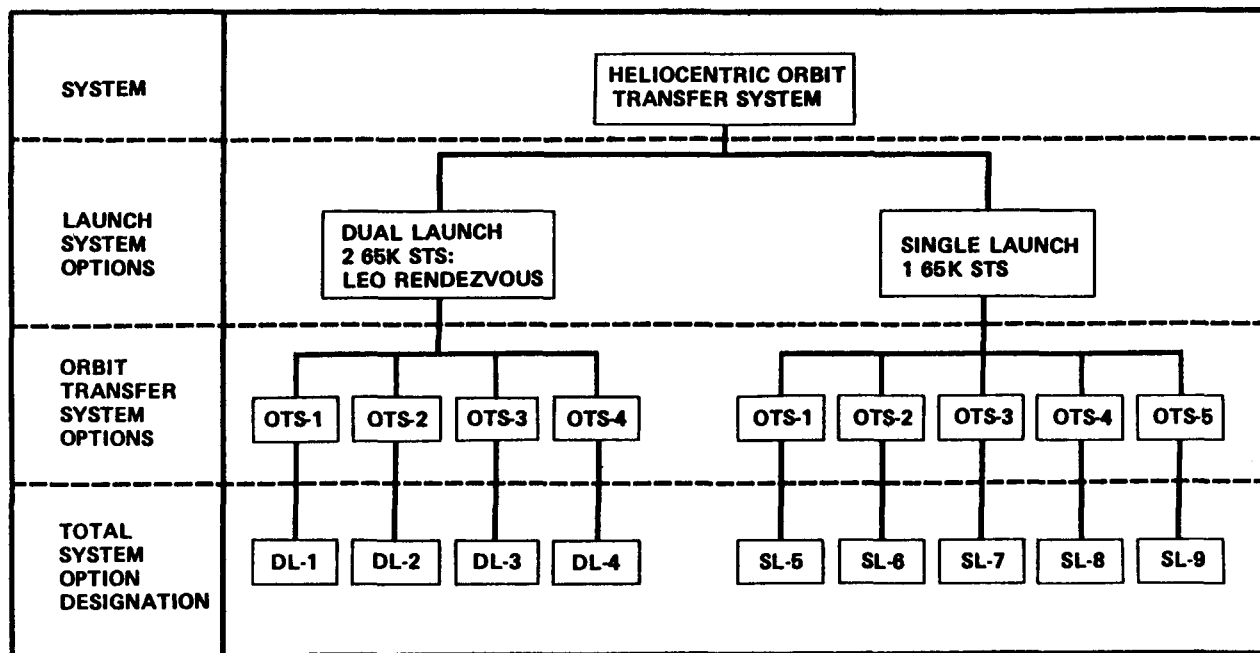 SYSTEM
HELIOCENTRIC ORBIT
TRANSFER SYSTEM
LAUNCH
SYSTEM
OPTIONS
DUAL LAUNCH
2 65K STS:
LEO RENDEZVOUS
SINGLE LAUNCH
1 65K STS
ORBIT
TRANSFER
SYSTEM
OPTIONS
OTS-1 OTS-2 OTS-3 OTS-4 OTS-1 OTS-2 OTS-3 OTS-4 OTS-5
TOTAL
SYSTEM
OPTION
DESIGNATION
DL-1 DL-2 DL-3 DL-4 SL-5 SL-6 SL-7 SL-8 SL-9